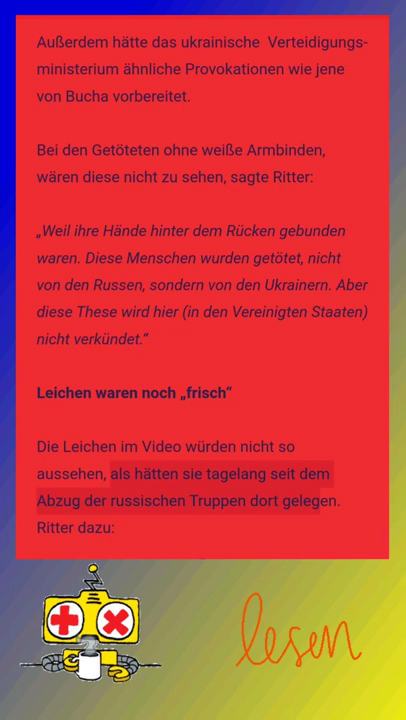 Außerdem hätte das ukrainische Verteidigungs-
ministerium ähnliche Provokationen wie jene
von Bucha vorbereitet.
Bei den Getöteten ohne weiße Armbinden,
wären diese nicht zu sehen, sagte Ritter:
„Weil ihre Hände hinter dem Rücken gebunden
waren. Diese Menschen wurden getötet, nicht
von den Russen, sondern von den Ukrainern. Aber
diese These wird hier (in den Vereinigten Staaten)
nicht verkündet.“
Leichen waren noch „frisch“
Die Leichen im Video würden nicht so
aussehen, als hätten sie tagelang seit dem
Abzug der russischen Truppen dort gelegen.
Ritter dazu:
lesen